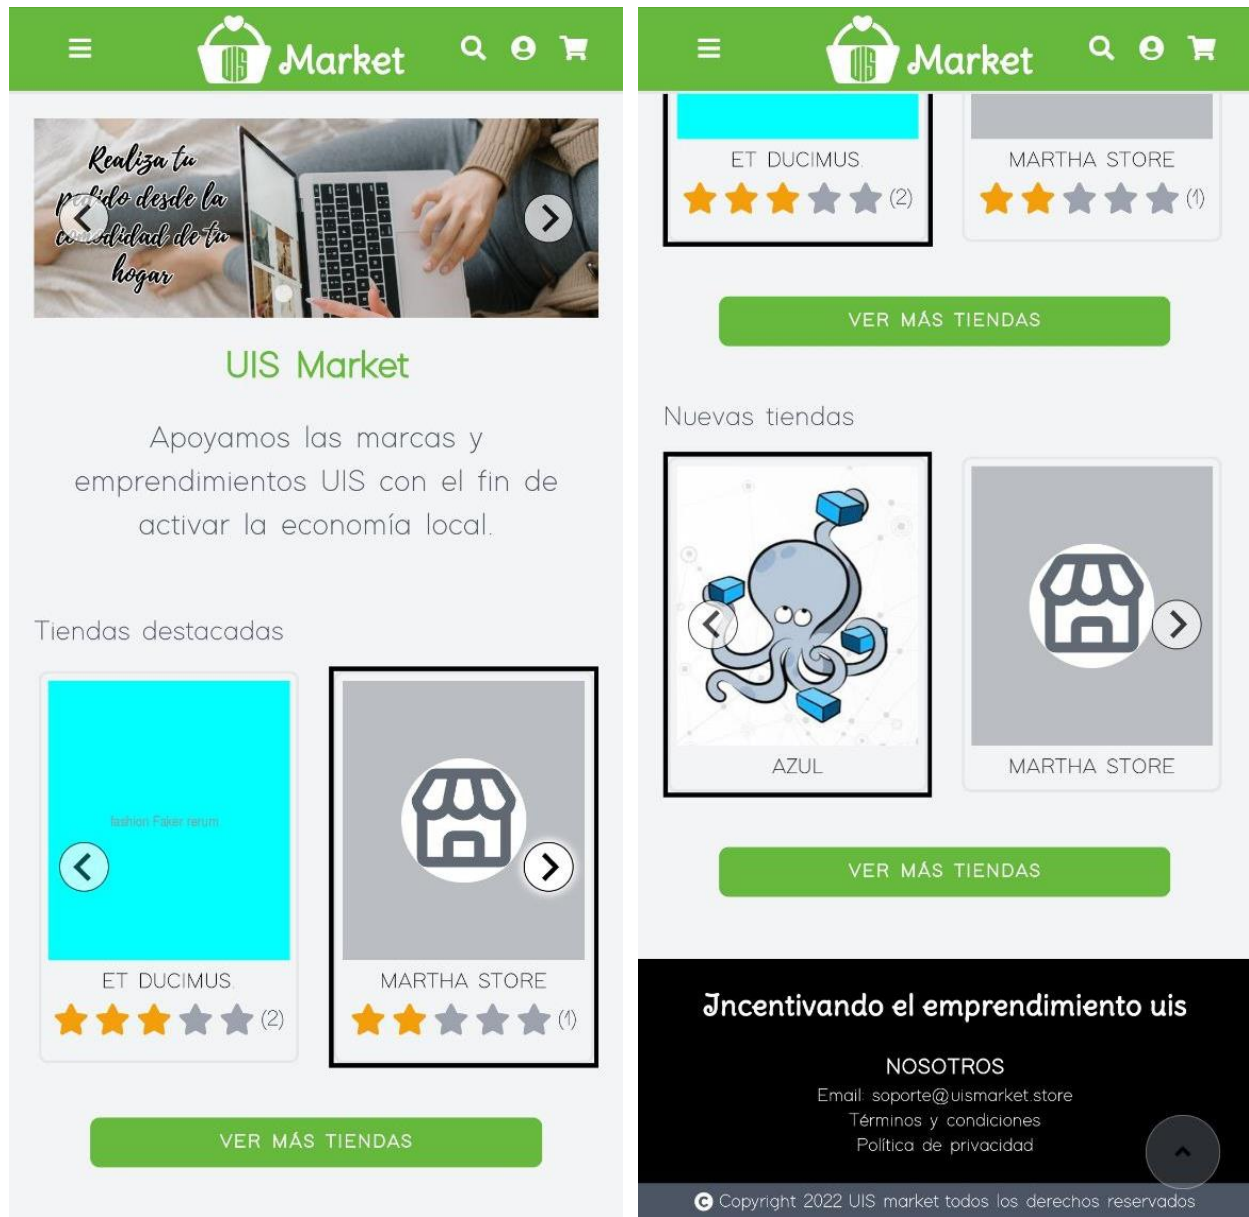 UIS Market
Realiza tu
pedido desde la
comodidad de tu
hogar
UIS Market
Apoyamos las marcas y
emprendimientos UIS con el fin de
activar la economía local.
Tiendas destacadas
fashion Faker rerum
ET DUCIMUS.
(2)
MARTHA STORE
(1)
VER MÁS TIENDAS
UIS Market
ET DUCIMUS.
(2)
MARTHA STORE
(1)
VER MÁS TIENDAS
Nuevas tiendas
AZUL
MARTHA STORE
VER MÁS TIENDAS
Incentivando el emprendimiento uis
NOSOTROS
Email: soporte@uismarket.store
Términos y condiciones
Política de privacidad
Copyright 2022 UIS market todos los derechos reservados